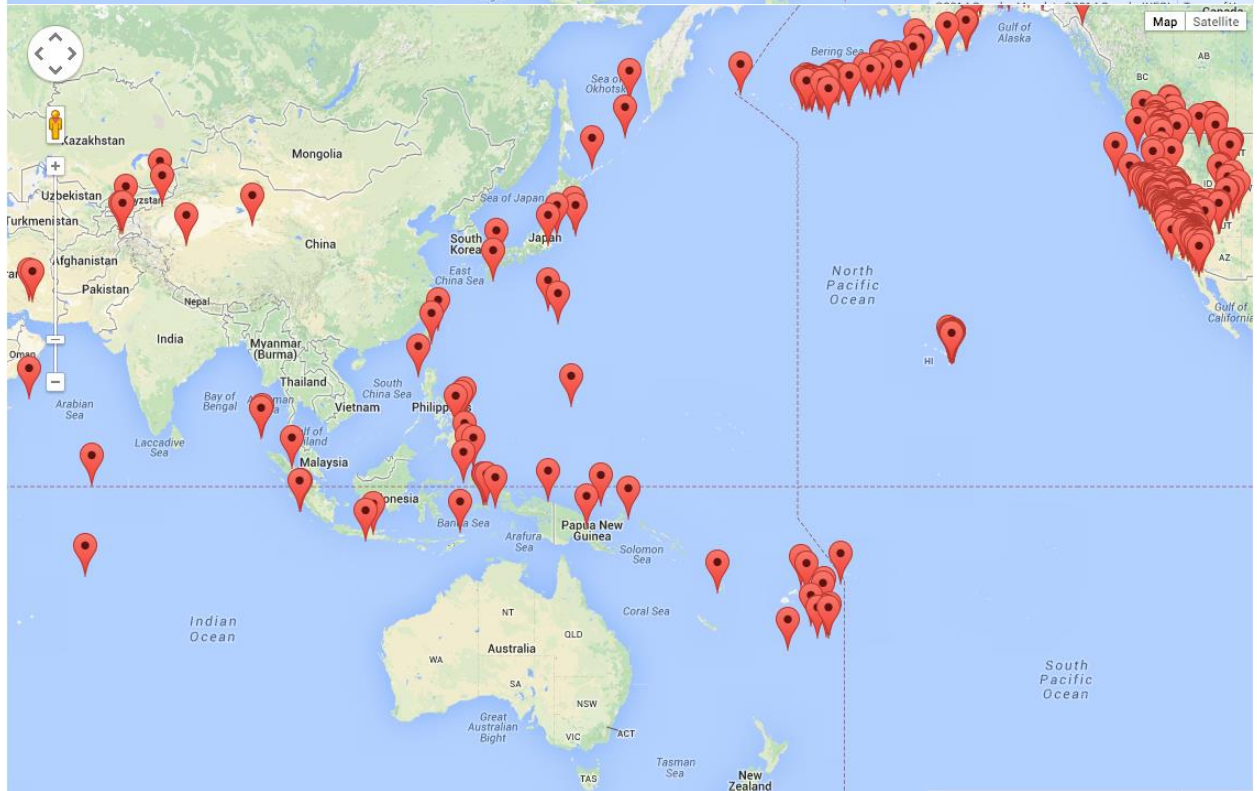 Canada
Gulf of
Alaska
Map
Satellite
Bering Sea
AB
BC
Sea of
Okhotsk
Kazakhstan
Mongolia
Uzbekistan
Turkmenistan
Sea of Japan
South
Korea
Japan
China
ID
UT
AZ
Afghanistan
East
China Sea
Pakistan
Nepal
North
Pacific
Ocean
Gulf of
California
India
Myanmar
(Burma)
Oman
HI
Thailand
South
China Sea
Arabian
Sea
Bay of
Bengal
Vietnam
Laccadive
Sea
Malaysia
Banda Sea
Papua New
Guinea
Arafura
Sea
Solomon
Sea
Indian
Ocean
NT
Coral Sea
QLD
Australia
WA
SA
South
Pacific
Ocean
NSW
Great
Australian
Bight
VIC
ACT
Tasman
Sea
TAS
New
Zealand